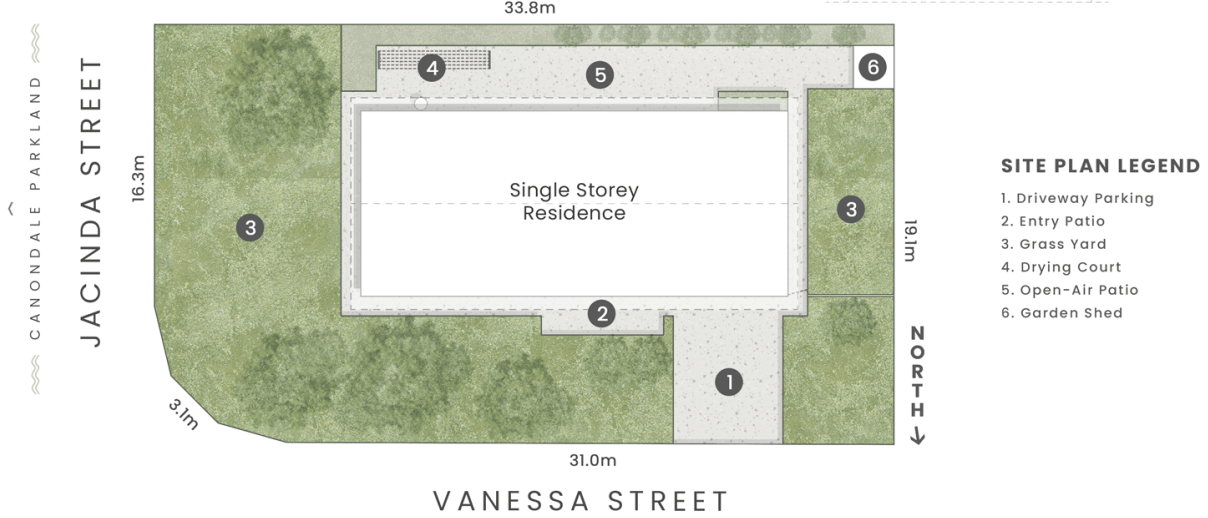 33.8m
4
5
6
CANONDALE PARKLAND
JACINDA STREET
16.3m
Single Storey
Residence
3
3
19.1m
SITE PLAN LEGEND
1. Driveway Parking
2. Entry Patio
3. Grass Yard
4. Drying Court
5. Open-Air Patio
6. Garden Shed
2
1
NORTH
3.1m
31.0m
VANESSA STREET